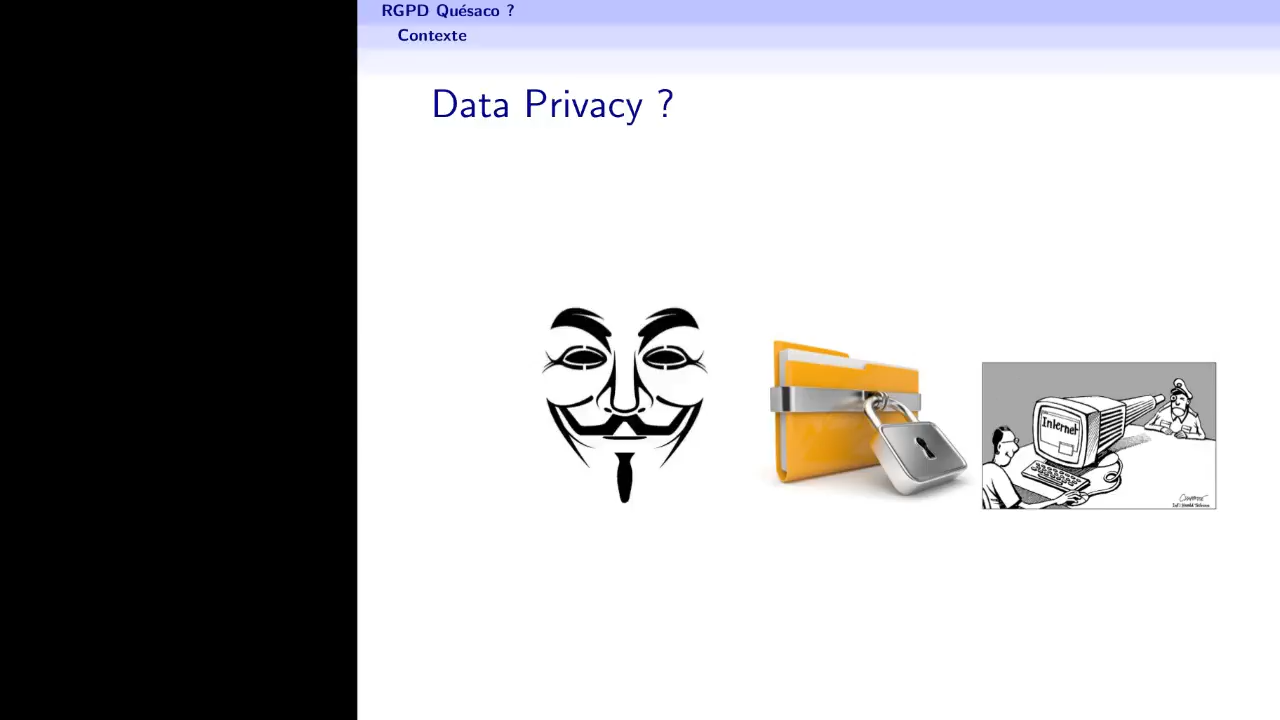 RGPD Quésaco ?
Contexte
Data Privacy ?
Internet